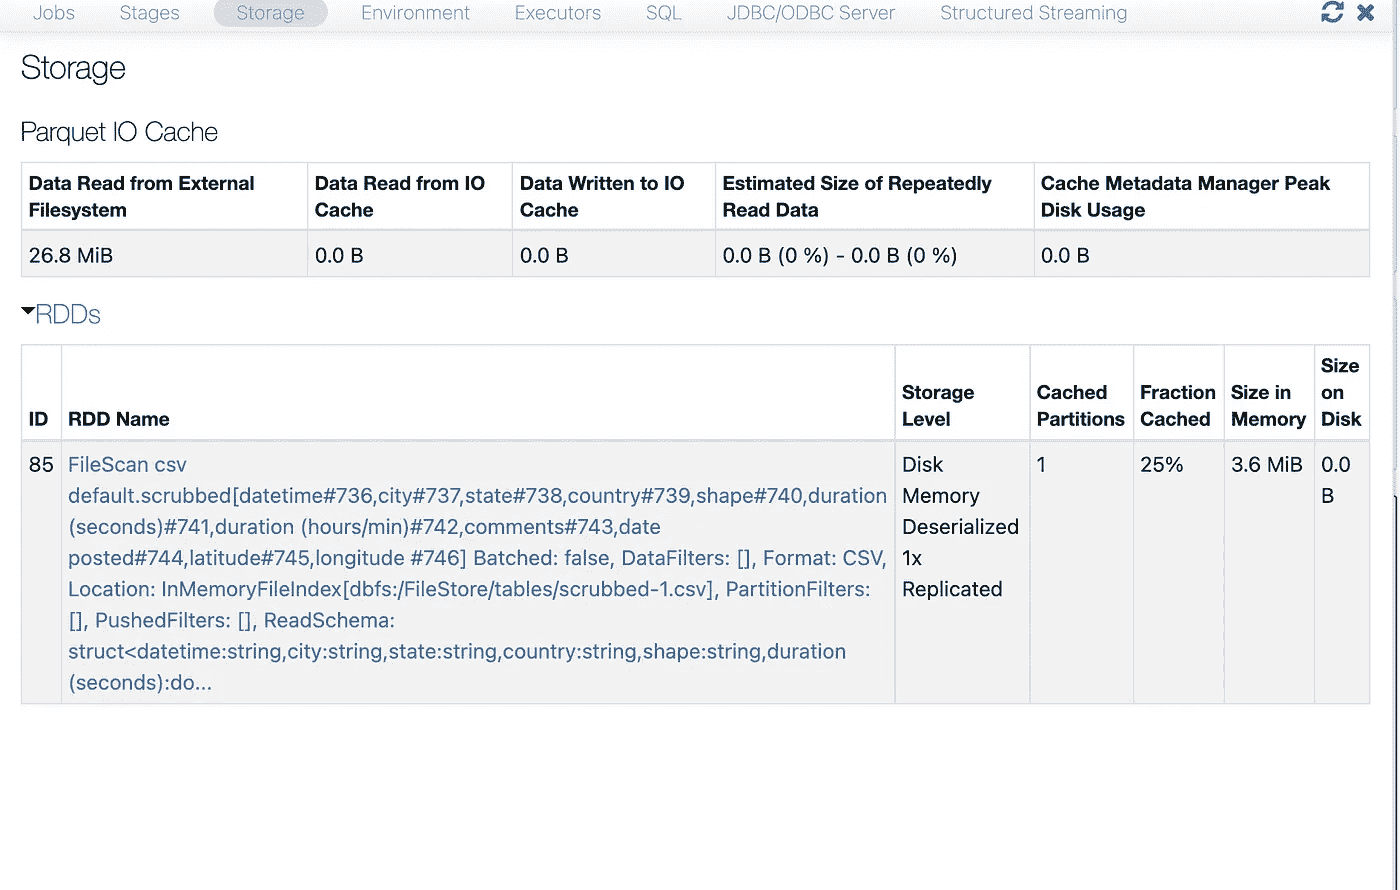 Jobs Stages Storage Environment Executors SQL JDBC/ODBC Server Structured Streaming
Storage
Parquet IO Cache
Data Read from External Filesystem
Data Read from IO Cache
Data Written to IO Cache
Estimated Size of Repeatedly Read Data
Cache Metadata Manager Peak Disk Usage
26.8 MiB 0.0 B 0.0 B 0.0 B (0 %) - 0.0 B (0 %) 0.0 B
RDDs
ID
RDD Name
Storage Level
Cached Partitions
Fraction Cached
Size in Memory
Size on Disk
85
FileScan csv
default.scrubbed[datetime#736,city#737,state#738,country#739,shape#740,duration
(seconds)#741,duration (hours/min)#742,comments#743,date
posted#744,latitude#745,longitude #746] Batched: false, DataFilters: [], Format: CSV,
Location: InMemoryFileIndex[dbfs:/FileStore/tables/scrubbed-1.csv], PartitionFilters:
[], PushedFilters: [], ReadSchema:
struct<datetime:string,city:string,state:string,country:string,shape:string,duration
(seconds):do...
Disk
Memory
Deserialized
1x
Replicated
1
25%
3.6 MiB
0.0
B